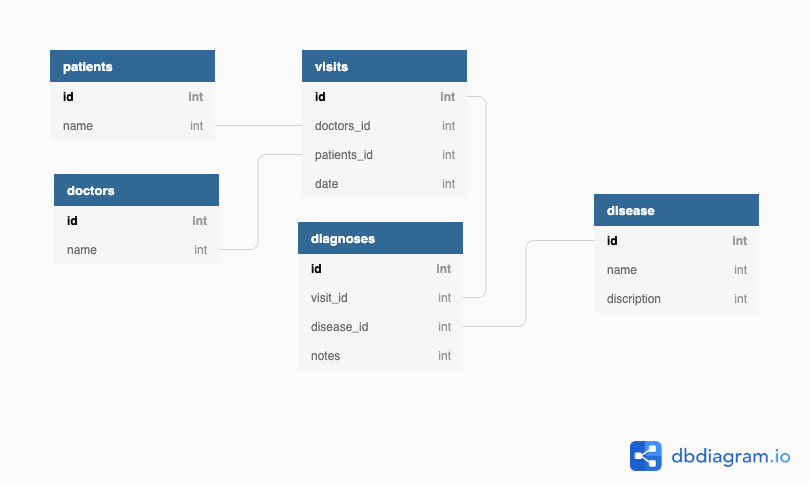 patients
id int
name int
doctors
id int
name int
visits
id int
doctors_id int
patients_id int
date int
diagnoses
id int
visit_id int
disease_id int
notes int
disease
id int
name int
discription int
dbdiagram.io